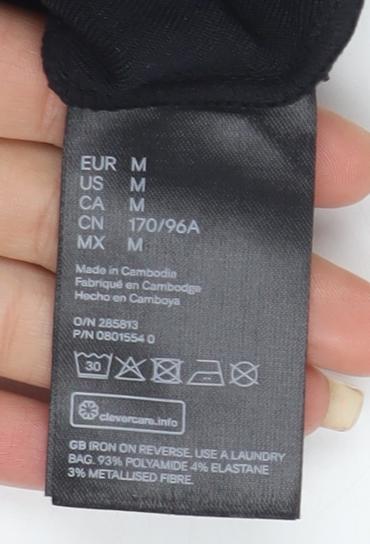 EUR M
US M
CA M
CN 170/96A
MX M
Made in Cambodia
Fabriqué en Cambodge
Hecho en Camboya
O/N 285813
P/N 0801554 0
30
clevercare.info
GB IRON ON REVERSE. USE A LAUNDRY
BAG. 93% POLYAMIDE 4% ELASTANE
3% METALLISED FIBRE.